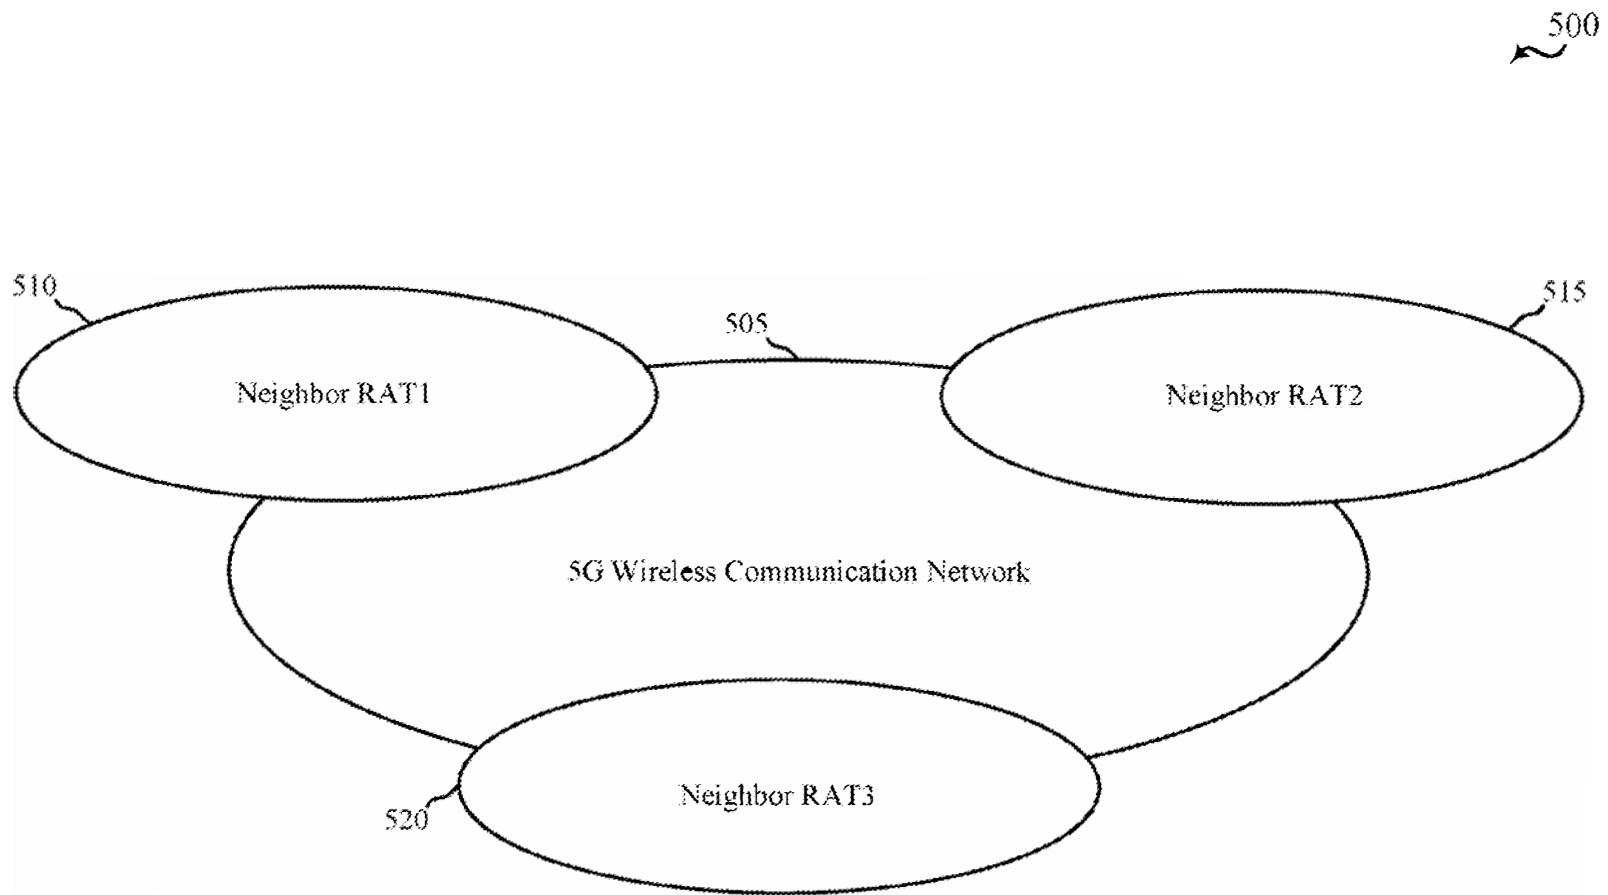 500
510
515
505
Neighbor RAT1
Neighbor RAT2
5G Wireless Communication Network
Neighbor RAT3
520